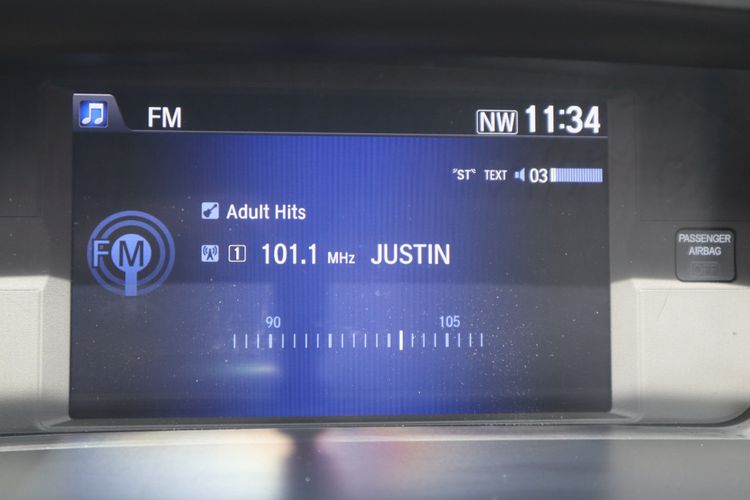 FM NW 11:34
"ST" TEXT 03
Adult Hits
FM 1 101.1 MHz JUSTIN
90 105
PASSENGER
AIRBAG